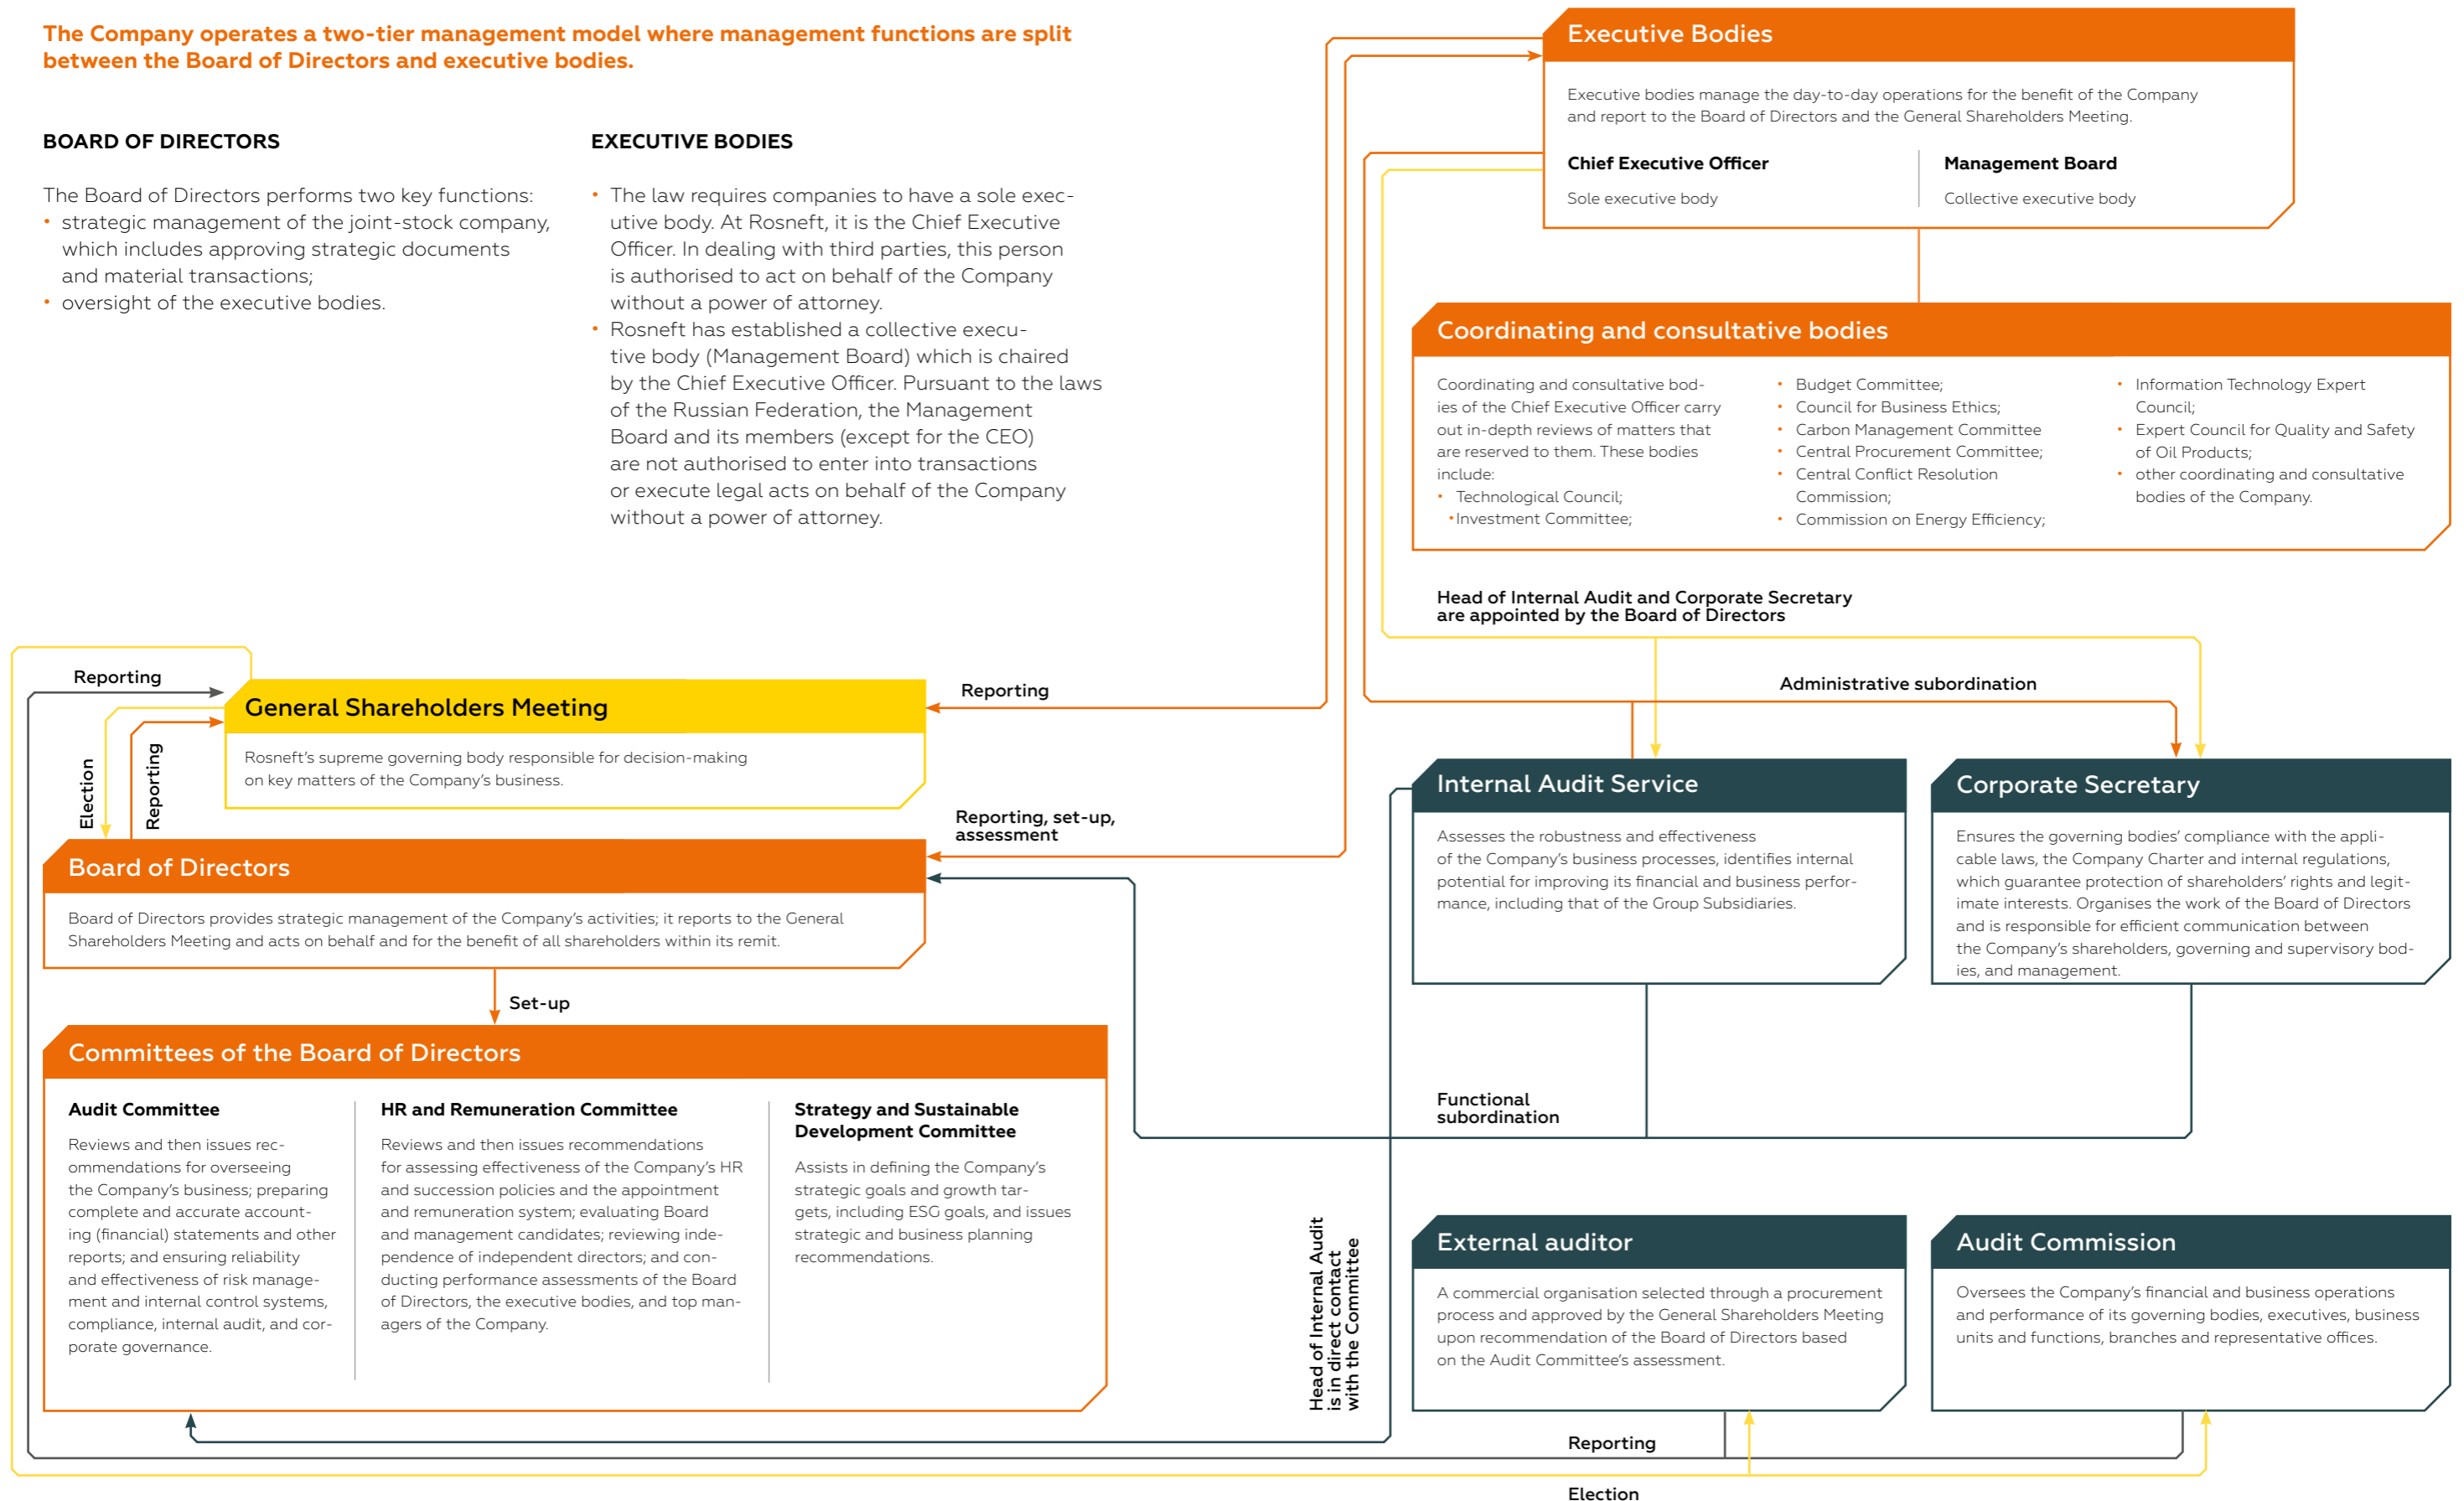 The Company operates a two-tier management model where management functions are split
between the Board of Directors and executive bodies.
BOARD OF DIRECTORS
The Board of Directors performs two key functions:
• strategic management of the joint-stock company,
which includes approving strategic documents
and material transactions;
• oversight of the executive bodies.
EXECUTIVE BODIES
• The law requires companies to have a sole exec-
utive body. At Rosneft, it is the Chief Executive
Officer. In dealing with third parties, this person
is authorised to act on behalf of the Company
without a power of attorney.
• Rosneft has established a collective execu-
tive body (Management Board) which is chaired
by the Chief Executive Officer. Pursuant to the laws
of the Russian Federation, the Management
Board and its members (except for the CEO)
are not authorised to enter into transactions
or execute legal acts on behalf of the Company
without a power of attorney.
Executive Bodies
Executive bodies manage the day-to-day operations for the benefit of the Company
and report to the Board of Directors and the General Shareholders Meeting.
Chief Executive Officer
Sole executive body
Management Board
Collective executive body
Coordinating and consultative bodies
Coordinating and consultative bod-
ies of the Chief Executive Officer carry
out in-depth reviews of matters that
are reserved to them. These bodies
include:
• Technological Council;
• Investment Committee;
• Budget Committee;
• Council for Business Ethics;
• Carbon Management Committee
• Central Procurement Committee;
• Central Conflict Resolution
Commission;
• Commission on Energy Efficiency;
• Information Technology Expert
Council;
• Expert Council for Quality and Safety
of Oil Products;
• other coordinating and consultative
bodies of the Company.
Head of Internal Audit and Corporate Secretary
are appointed by the Board of Directors
Administrative subordination
Reporting
General Shareholders Meeting
Rosneft's supreme governing body responsible for decision-making
on key matters of the Company's business.
Reporting
Election
Reporting
Reporting, set-up,
assessment
Board of Directors
Board of Directors provides strategic management of the Company's activities; it reports to the General
Shareholders Meeting and acts on behalf and for the benefit of all shareholders within its remit.
Set-up
Committees of the Board of Directors
Audit Committee
Reviews and then issues rec-
ommendations for overseeing
the Company's business; preparing
complete and accurate account-
ing (financial) statements and other
reports; and ensuring reliability
and effectiveness of risk manage-
ment and internal control systems,
compliance, internal audit, and cor-
porate governance.
HR and Remuneration Committee
Reviews and then issues recommendations
for assessing effectiveness of the Company's HR
and succession policies and the appointment
and remuneration system; evaluating Board
and management candidates; reviewing inde-
pendence of independent directors; and con-
ducting performance assessments of the Board
of Directors, the executive bodies, and top man-
agers of the Company.
Strategy and Sustainable
Development Committee
Assists in defining the Company's
strategic goals and growth tar-
gets, including ESG goals, and issues
strategic and business planning
recommendations.
Internal Audit Service
Assesses the robustness and effectiveness
of the Company's business processes, identifies internal
potential for improving its financial and business perfor-
mance, including that of the Group Subsidiaries.
Corporate Secretary
Ensures the governing bodies' compliance with the appli-
cable laws, the Company Charter and internal regulations,
which guarantee protection of shareholders' rights and legit-
imate interests. Organises the work of the Board of Directors
and is responsible for efficient communication between
the Company's shareholders, governing and supervisory bod-
ies, and management.
Functional
subordination
Head of Internal Audit
is in direct contact
with the Committee
External auditor
A commercial organisation selected through a procurement
process and approved by the General Shareholders Meeting
upon recommendation of the Board of Directors based
on the Audit Committee's assessment.
Audit Commission
Oversees the Company's financial and business operations
and performance of its governing bodies, executives, business
units and functions, branches and representative offices.
Reporting
Election